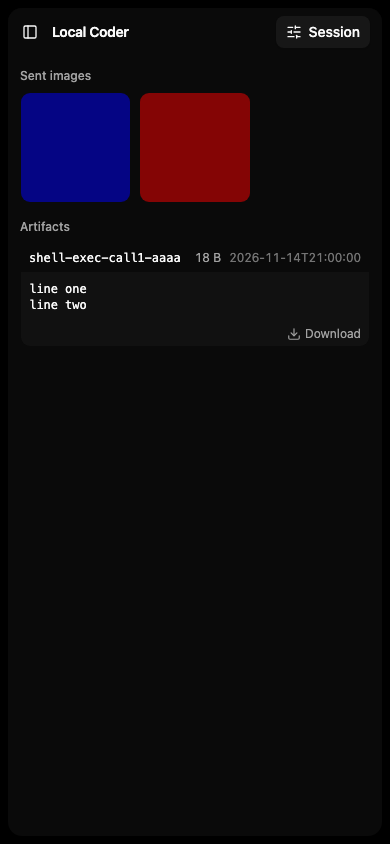 Local Coder
Session
Sent images
Artifacts
shell-exec-call1-aaaa 18 B 2026-11-14T21:00:00
line one
line two
Download